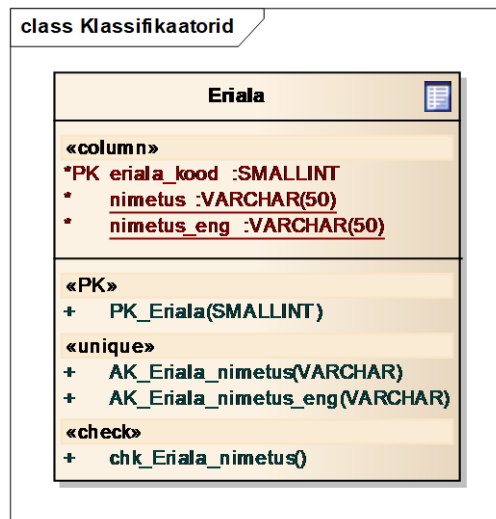 class Klassifikaatorid
Eriala
«column»
*PK eriala_kood :SMALLINT
* nimetus :VARCHAR(50)
* nimetus_eng :VARCHAR(50)
«PK»
+ PK_Eriala(SMALLINT)
«unique»
+ AK_Eriala_nimetus(VARCHAR)
+ AK_Eriala_nimetus_eng(VARCHAR)
«check»
+ chk_Eriala_nimetus()